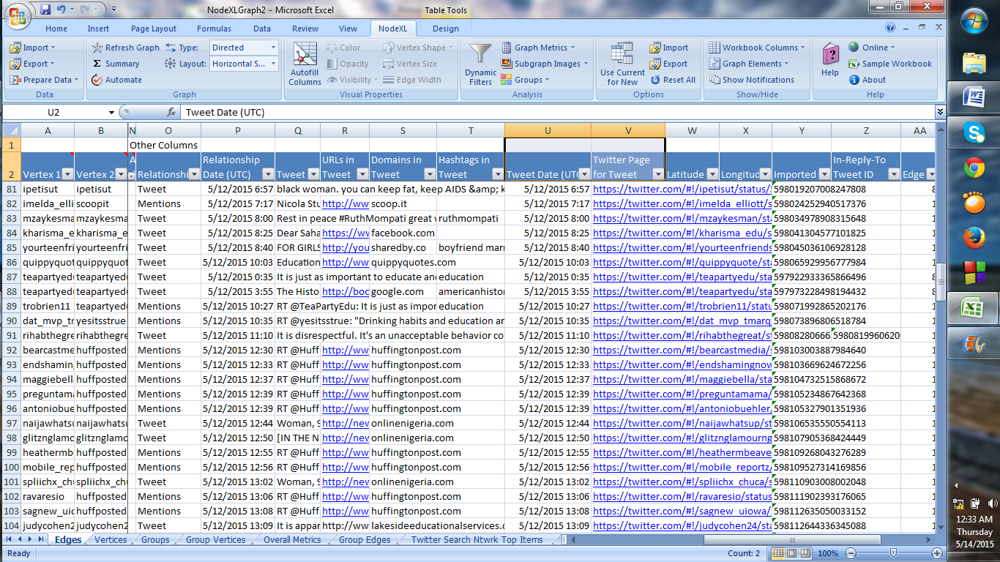 NodeXLGraph2 - Microsoft Excel
Table Tools
Home Insert Page Layout Formulas Data Review View NodeXL Design
Import Refresh Graph Type: Directed Color Vertex Shape Graph Metrics Import Workbook Columns Online
Export Summary Layout: Horizontal S... Opacity Vertex Size Subgraph Images Export Graph Elements Sample Workbook
Prepare Data Automate Autofill Columns Visibility Edge Width Dynamic Filters Groups Use Current for New Reset All Show Notifications Help About
Data Graph Visual Properties Analysis Options Show/Hide Help
U2 fx Tweet Date (UTC)
A B N O P Q R S T U V W X Y Z AA
1 Other Columns
A Relationship URLs in Domains in Hashtags in Twitter Page In-Reply-To
2 Vertex 1 Vertex 2 Relationshi Date (UTC) Tweet Tweet Tweet Tweet Tweet Date (UTC for Tweet Latitude Longitud Imported Tweet ID Edge
81 ipetisut ipetisut Tweet 5/12/2015 6:57 black woman. you can keep fat, keep AIDS &amp; k 5/12/2015 6:57 https://twitter.com/#!/ipetisut/status/ 598019207008247808
82 imelda_elli scoopit Mentions 5/12/2015 7:17 Nicola Stu http://ww scoop.it 5/12/2015 7:17 https://twitter.com/#!/imelda_elliott/s 598024252940517376 1
83 mzaykesma mzaykesma Tweet 5/12/2015 8:00 Rest in peace #RuthMompati great w ruthmompati 5/12/2015 8:00 https://twitter.com/#!/mzaykesman/sta 598034978908315648 1
84 kharisma_e kharisma_e Tweet 5/12/2015 8:25 Dear Saha https://ww facebook.com 5/12/2015 8:25 https://twitter.com/#!/kharisma_edu/s 598041304577101825 1
85 yourteenfri yourteenfri Tweet 5/12/2015 8:40 FOR GIRLS http://you sharedby.co boyfriend marr 5/12/2015 8:40 https://twitter.com/#!/yourteenfriends 598045036106928128 1
86 quippyquot quippyquot Tweet 5/12/2015 10:03 Education http://ww quippyquotes.com 5/12/2015 10:03 https://twitter.com/#!/quippyquote/sta 598065929956777984 1
87 teapartyedu teapartyedu Tweet 5/12/2015 0:35 It is just as important to educate and education 5/12/2015 0:35 https://twitter.com/#!/teapartyedu/sta 597922933365866496
88 teapartyedu teapartyedu Tweet 5/12/2015 3:55 The Histo http://boo google.com americanhistor 5/12/2015 3:55 https://twitter.com/#!/teapartyedu/sta 597973228498194432
89 trobrien11 teapartyedu Mentions 5/12/2015 10:27 RT @TeaPartyEdu: It is just as impor education 5/12/2015 10:27 https://twitter.com/#!/trobrien11/statu 598071992865202176 1
90 dat_mvp_tr yesitsstrue Mentions 5/12/2015 10:35 RT @yesitsstrue: "Drinking habits and education ar 5/12/2015 10:35 https://twitter.com/#!/dat_mvp_tmarq 598073896806518784 1
91 rihabthegre rihabthegre Tweet 5/12/2015 11:10 It is disrespectful. It's an unacceptable behavior co 5/12/2015 11:10 https://twitter.com/#!/rihabthegreat/st 59808280666 59808199606200 1
92 bearcastme huffposted Mentions 5/12/2015 12:30 RT @Huff http://ww huffingtonpost.com 5/12/2015 12:30 https://twitter.com/#!/bearcastmedia/ 598103003887984640 1
93 endshaming huffposted Mentions 5/12/2015 12:33 RT @Huff http://ww huffingtonpost.com 5/12/2015 12:33 https://twitter.com/#!/endshamingnow 598103669624672256 1
94 maggiebella huffposted Mentions 5/12/2015 12:37 RT @Huff http://ww huffingtonpost.com 5/12/2015 12:37 https://twitter.com/#!/maggiebella/sta 598104732515868672 1
95 preguntama huffposted Mentions 5/12/2015 12:39 RT @Huff http://ww huffingtonpost.com 5/12/2015 12:39 https://twitter.com/#!/preguntamama/ 598105234867642368 1
96 antoniobue huffposted Mentions 5/12/2015 12:39 RT @Huff http://ww huffingtonpost.com 5/12/2015 12:39 https://twitter.com/#!/antoniobuehler, 598105327901351936 1
97 naijawhatsu naijawhatsu Tweet 5/12/2015 12:44 Woman, S http://nev onlinenigeria.com 5/12/2015 12:44 https://twitter.com/#!/naijawhatsup/st 598106535550554113 1
98 glitznglamo glitznglamo Tweet 5/12/2015 12:50 [IN THE N http://nev onlinenigeria.com 5/12/2015 12:50 https://twitter.com/#!/glitznglamourng 598107905368424449 1
99 heathermbe huffposted Mentions 5/12/2015 12:55 RT @Huff http://ww huffingtonpost.com 5/12/2015 12:55 https://twitter.com/#!/heathermbeave 598109268043276289 1
100 mobile_rep huffposted Mentions 5/12/2015 12:56 RT @Huff http://ww huffingtonpost.com 5/12/2015 12:56 https://twitter.com/#!/mobile_reportz/ 598109527314169856 1
101 spliichx_chu spliichx_chu Tweet 5/12/2015 13:02 Woman, S http://nev onlinenigeria.com 5/12/2015 13:02 https://twitter.com/#!/spliichx_chuca/s 598110903008002048 1
102 ravaresio huffposted Mentions 5/12/2015 13:06 RT @Huff http://ww huffingtonpost.com 5/12/2015 13:06 https://twitter.com/#!/ravaresio/status 598111902393176065 1
103 sagnew_uio huffposted Mentions 5/12/2015 13:08 RT @Huff http://ww huffingtonpost.com 5/12/2015 13:08 https://twitter.com/#!/sagnew_uiowa/ 598112635050033152 1
104 judycohen2 judycohen2 Tweet 5/12/2015 13:09 It is appar http://ww lakesideeducationalservices.c 5/12/2015 13:09 https://twitter.com/#!/judycohen24/sta 598112644336345088 1
Edges Vertices Groups Group Vertices Overall Metrics Group Edges Twitter Search Ntwrk Top Items
Ready Count: 2 100%
12:33 AM
Thursday
5/14/2015